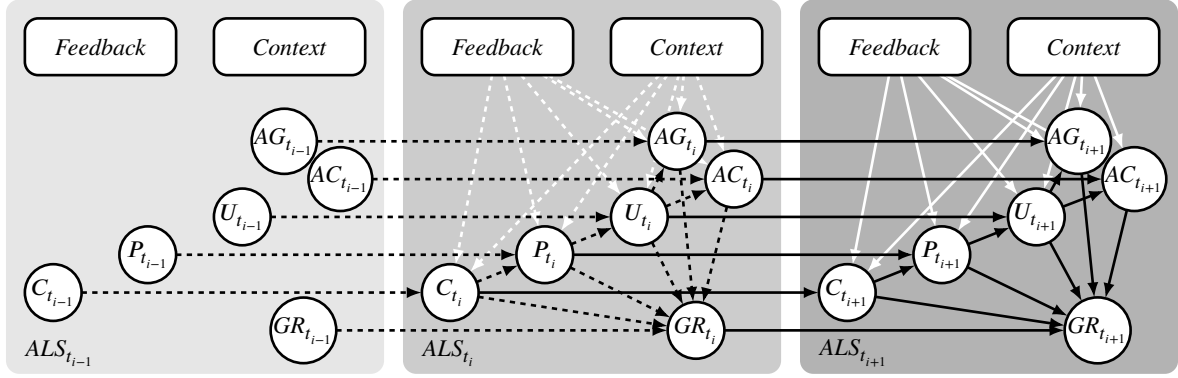 Feedback
Context
Feedback
Context
Feedback
Context
AG_{t_{i-1}}
AG_{t_i}
AG_{t_{i+1}}
AC_{t_{i-1}}
AC_{t_i}
AC_{t_{i+1}}
U_{t_{i-1}}
U_{t_i}
U_{t_{i+1}}
P_{t_{i-1}}
P_{t_i}
P_{t_{i+1}}
C_{t_{i-1}}
C_{t_i}
C_{t_{i+1}}
GR_{t_{i-1}}
GR_{t_i}
GR_{t_{i+1}}
ALS_{t_{i-1}}
ALS_{t_i}
ALS_{t_{i+1}}